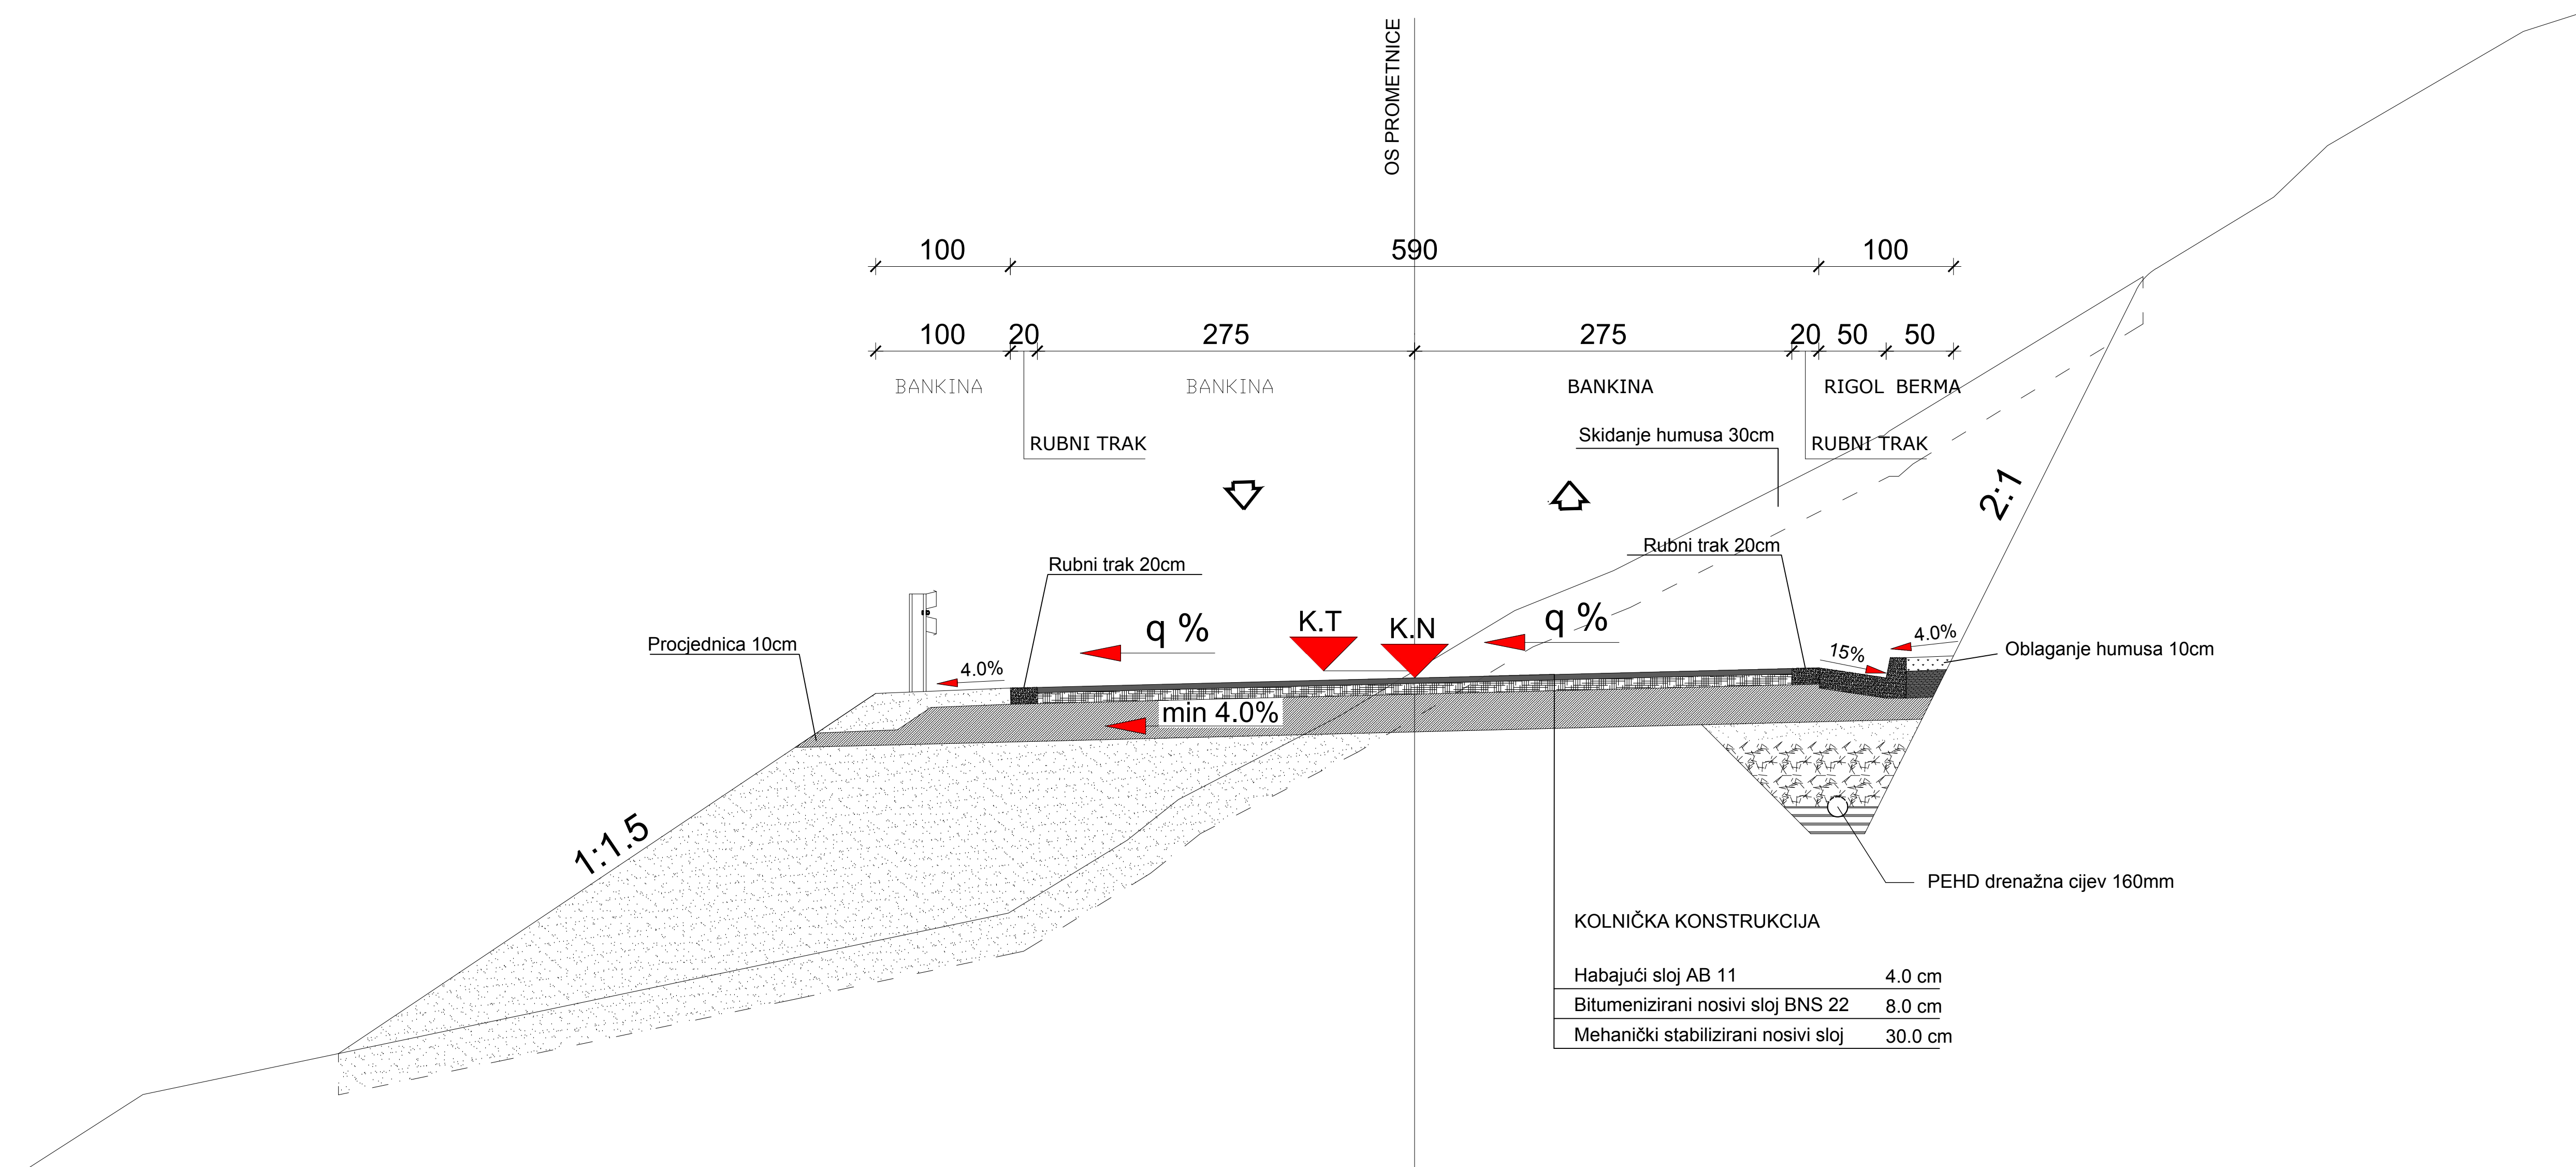 OS PROMETNICE
100 590 100
100 20 275 275 20 50 50
BANKINA BANKINA BANKINA RIGOL BERMA
RUBNI TRAK RUBNI TRAK
Skidanje humusa 30cm
2:1
Rubni trak 20cm Rubni trak 20cm
q % K.T K.N q %
Procjednica 10cm
4.0% 15% 4.0%
Oblaganje humusa 10cm
min 4.0%
1:1.5
PEHD drenažna cijev 160mm
KOLNIČKA KONSTRUKCIJA
Habajući sloj AB 11 4.0 cm
Bitumenizirani nosivi sloj BNS 22 8.0 cm
Mehanički stabilizirani nosivi sloj 30.0 cm